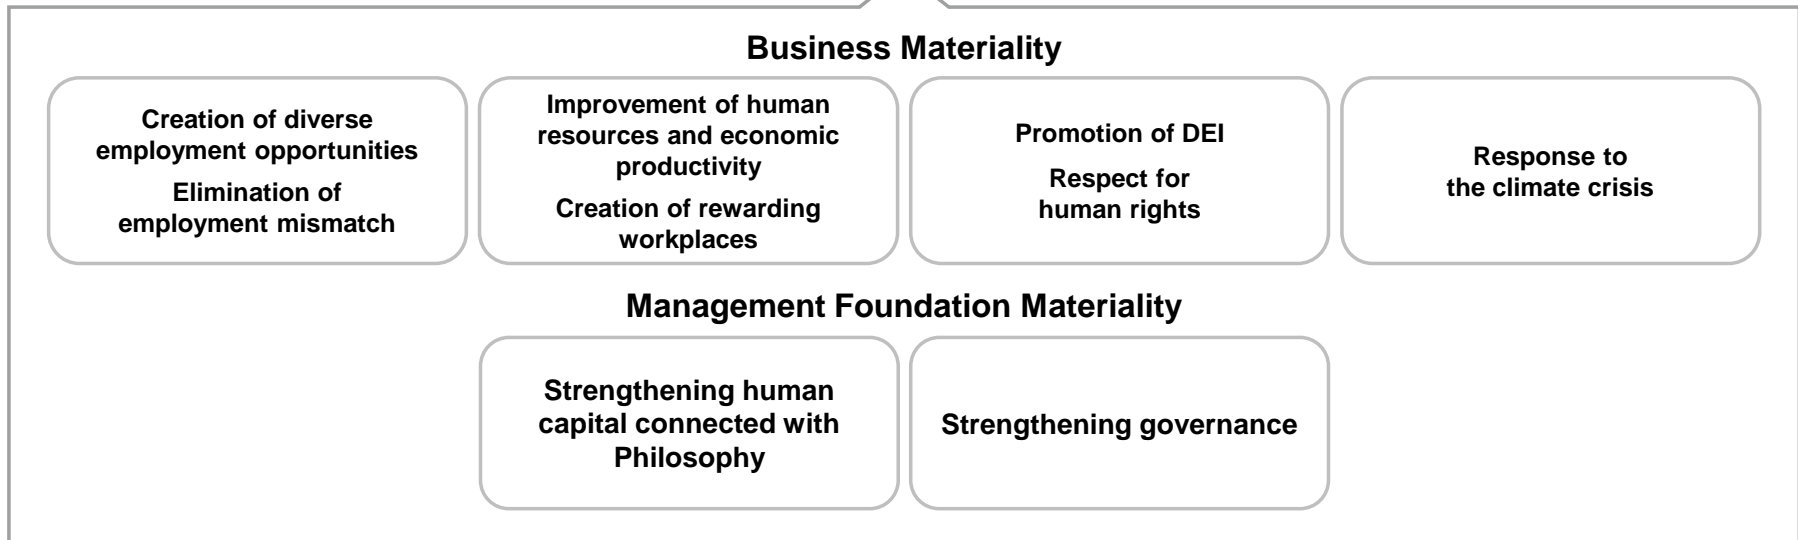 Business Materiality
Creation of diverse
employment opportunities
Elimination of
employment mismatch
Improvement of human
resources and economic
productivity
Creation of rewarding
workplaces
Promotion of DEI
Respect for
human rights
Response to
the climate crisis
Management Foundation Materiality
Strengthening human
capital connected with
Philosophy
Strengthening governance